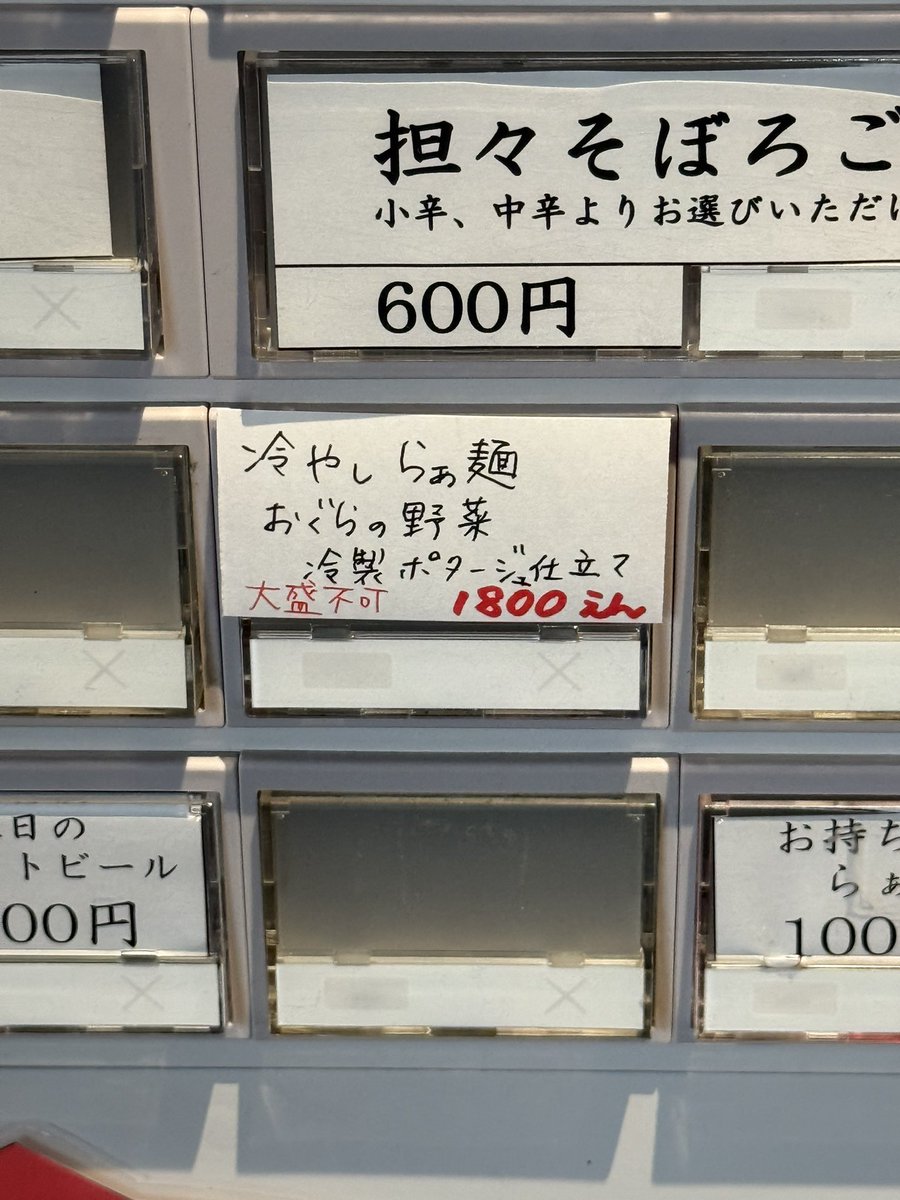 担々そぼろご
小辛、中辛よりお選びいただけ
600円
冷やしらぁ麺
おぐらの野菜
冷製ポタージュ仕立て
大盛不可 1800えん
日の
トビール
00円
お持ち
らぁ
100